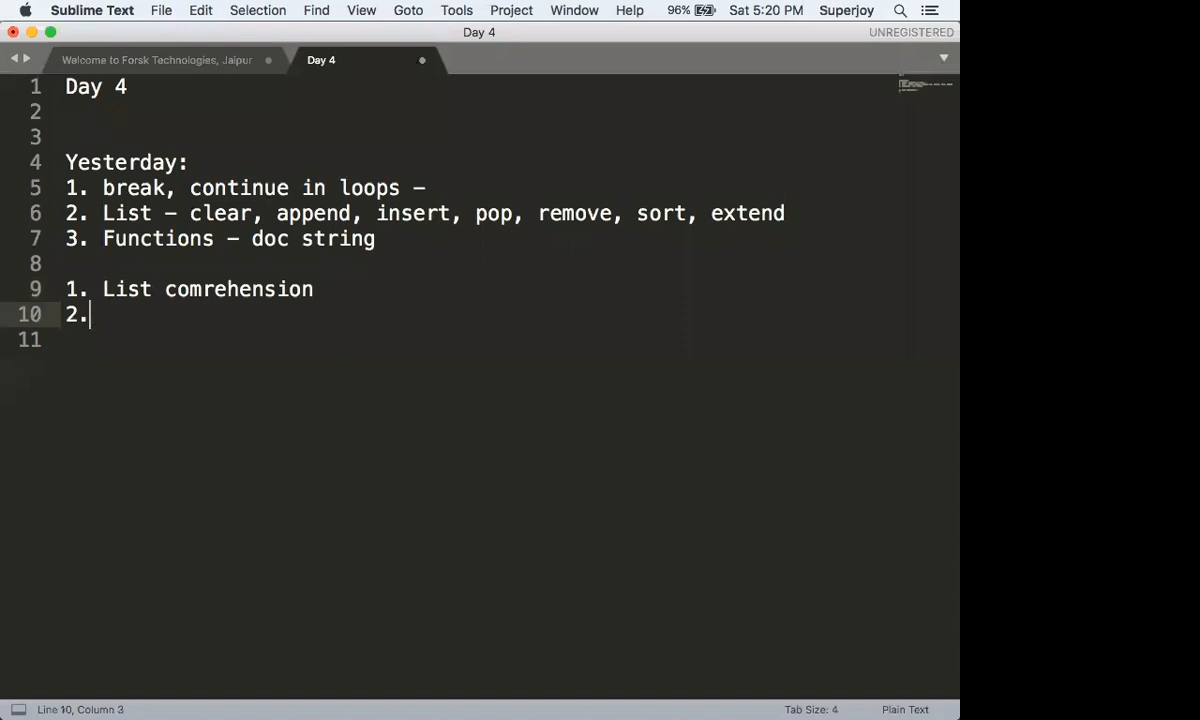 Sublime Text File Edit Selection Find View Goto Tools Project Window Help 96% Sat 5:20 PM Superjoy
Day 4 UNREGISTERED
Welcome to Forsk Technologies, Jaipur Day 4
1 Day 4
2
3
4 Yesterday:
5 1. break, continue in loops –
6 2. List – clear, append, insert, pop, remove, sort, extend
7 3. Functions – doc string
8
9 1. List comrehension
10 2.
11
Line 10, Column 3 Tab Size: 4 Plain Text